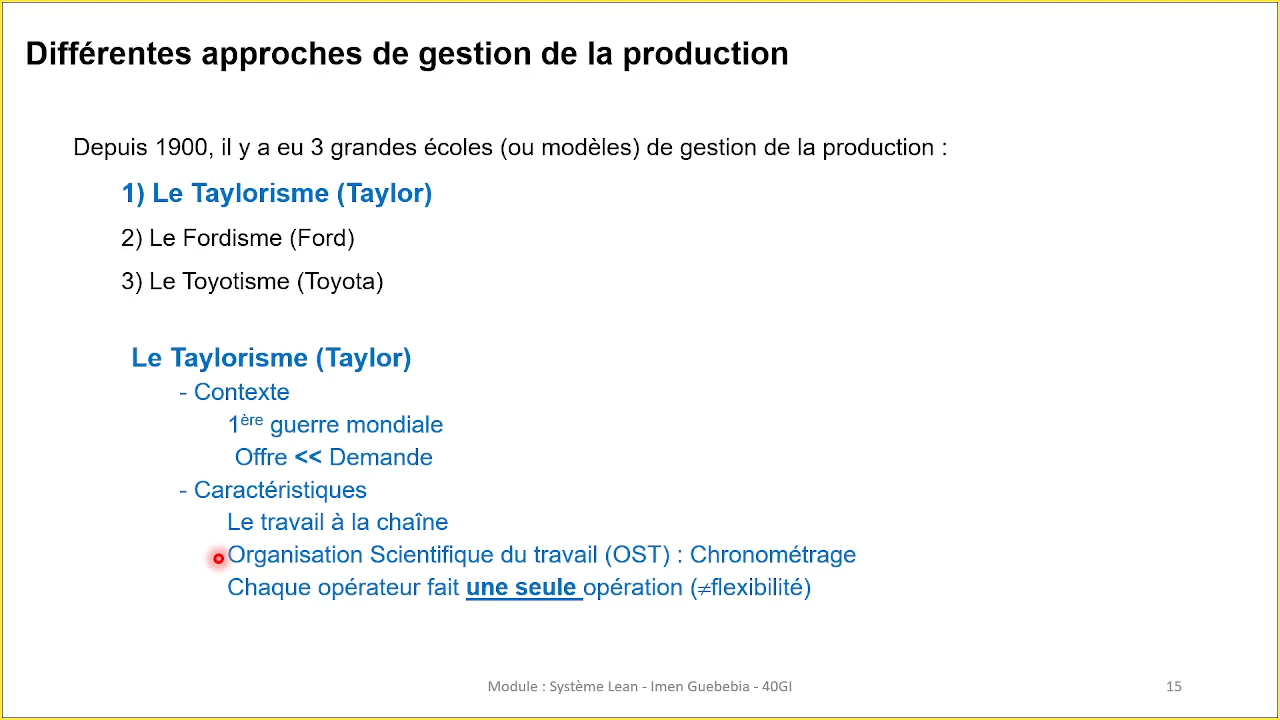 Différentes approches de gestion de la production
Depuis 1900, il y a eu 3 grandes écoles (ou modèles) de gestion de la production :
1) Le Taylorisme (Taylor)
2) Le Fordisme (Ford)
3) Le Toyotisme (Toyota)
Le Taylorisme (Taylor)
- Contexte
1ère guerre mondiale
Offre << Demande
- Caractéristiques
Le travail à la chaîne
Organisation Scientifique du travail (OST) : Chronométrage
Chaque opérateur fait une seule opération (≠flexibilité)
Module : Système Lean - Imen Guebebia - 40GI
15